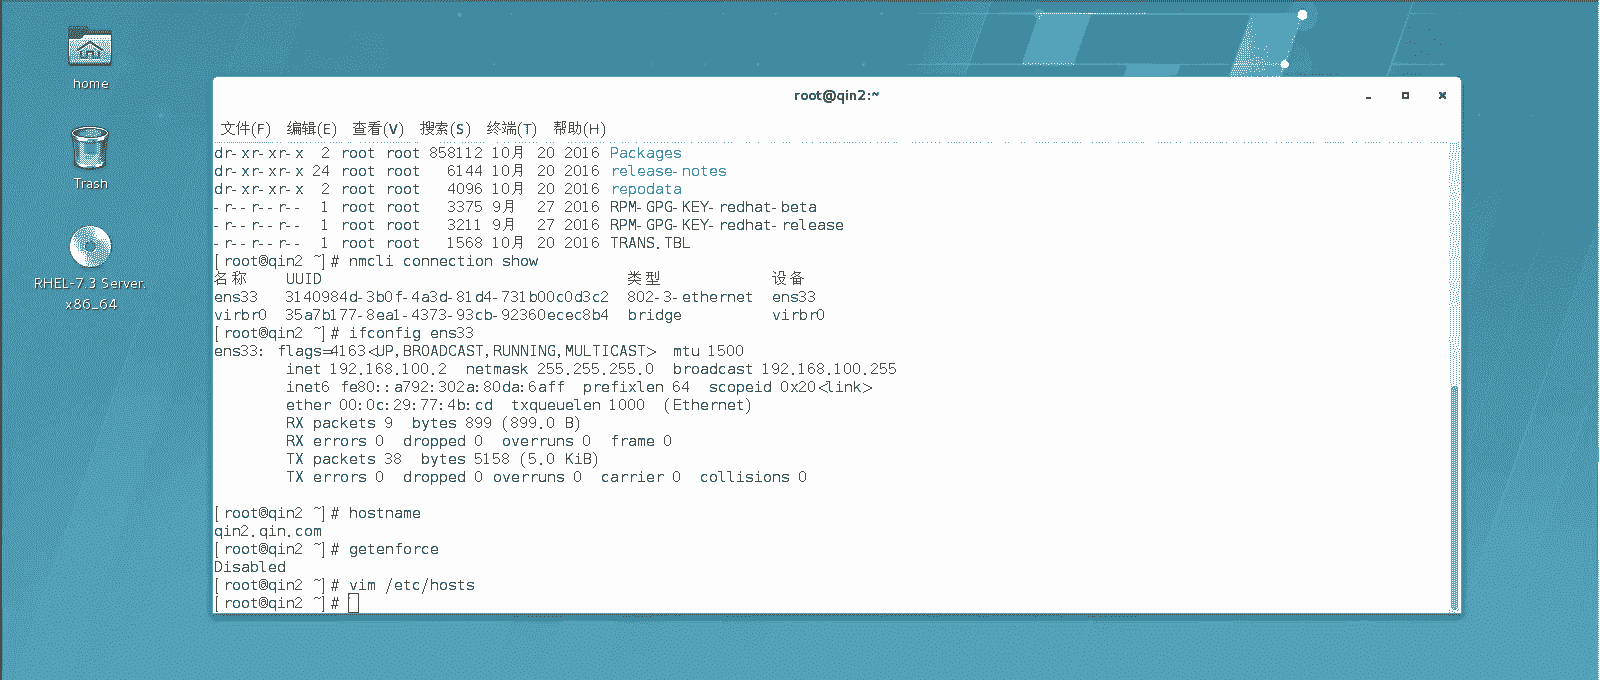 home
Trash
RHEL-7.3 Server.
x86_64
root@qin2:~
文件(F) 编辑(E) 查看(V) 搜索(S) 终端(T) 帮助(H)
dr-xr-xr-x  2 root root 858112 10月  20 2016 Packages
dr-xr-xr-x 24 root root   6144 10月  20 2016 release-notes
dr-xr-xr-x  2 root root   4096 10月  20 2016 repodata
-r--r--r--  1 root root   3375 9月   27 2016 RPM-GPG-KEY-redhat-beta
-r--r--r--  1 root root   3211 9月   27 2016 RPM-GPG-KEY-redhat-release
-r--r--r--  1 root root   1568 10月  20 2016 TRANS.TBL
[root@qin2 ~]# nmcli connection show
名称    UUID                                  类型            设备
ens33   3140984d-3b0f-4a3d-81d4-731b00c0d3c2  802-3-ethernet  ens33
virbr0  35a7b177-8ea1-4373-93cb-92360ecec8b4  bridge          virbr0
[root@qin2 ~]# ifconfig ens33
ens33: flags=4163<UP,BROADCAST,RUNNING,MULTICAST>  mtu 1500
        inet 192.168.100.2  netmask 255.255.255.0  broadcast 192.168.100.255
        inet6 fe80::a792:302a:80da:6aff  prefixlen 64  scopeid 0x20<link>
        ether 00:0c:29:77:4b:cd  txqueuelen 1000  (Ethernet)
        RX packets 9  bytes 899 (899.0 B)
        RX errors 0  dropped 0  overruns 0  frame 0
        TX packets 38  bytes 5158 (5.0 KiB)
        TX errors 0  dropped 0 overruns 0  carrier 0  collisions 0
[root@qin2 ~]# hostname
qin2.qin.com
[root@qin2 ~]# getenforce
Disabled
[root@qin2 ~]# vim /etc/hosts
[root@qin2 ~]#